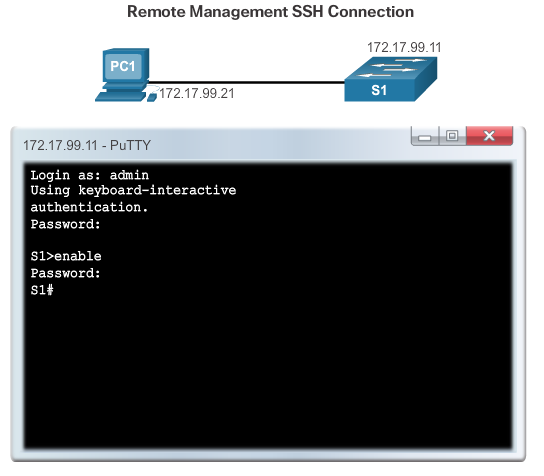 Remote Management SSH Connection
172.17.99.11
PC1
172.17.99.21
S1
172.17.99.11 - PuTTY
Login as: admin
Using keyboard-interactive
authentication.
Password:
S1>enable
Password:
S1#